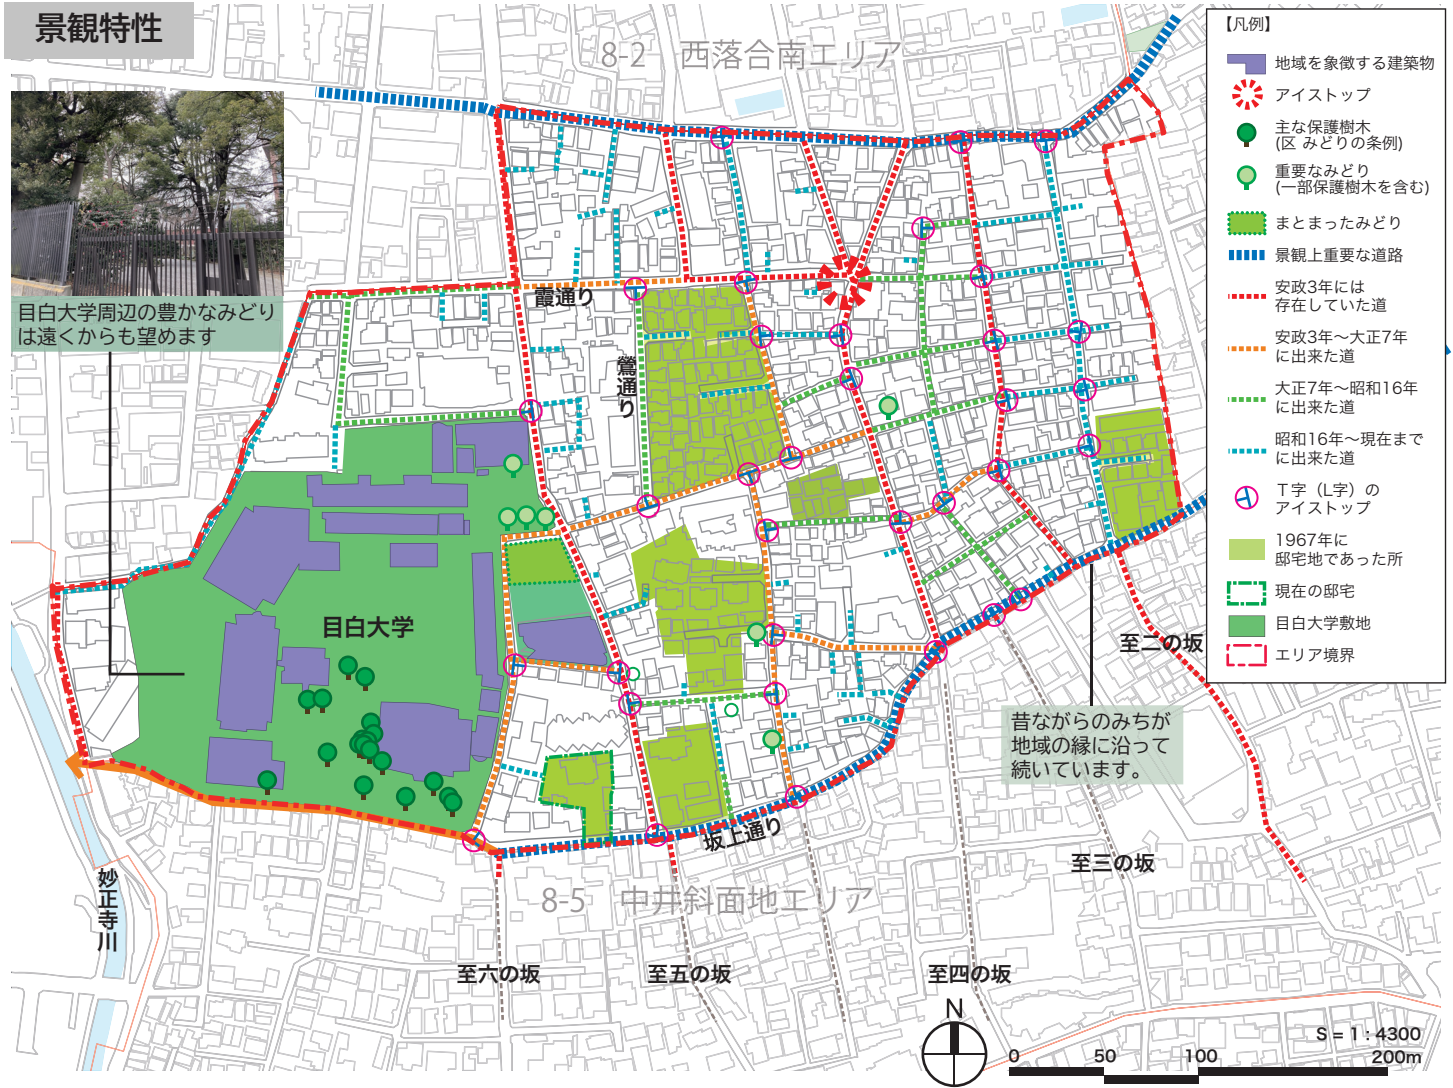 景観特性
8-2 西落合南エリア
目白大学周辺の豊かなみどり
は遠くからも望めます
霞通り
鶯通り
目白大学
至二の坂
昔ながらのみちが
地域の縁に沿って
続いています。
坂上通り
至三の坂
妙正寺川
8-5 中井斜面地エリア
至六の坂
至五の坂
至四の坂
N
S = 1 : 4300
0 50 100 200m
【凡例】
地域を象徴する建築物
アイストップ
主な保護樹木
(区 みどりの条例)
重要なみどり
(一部保護樹木を含む)
まとまったみどり
景観上重要な道路
安政3年には
存在していた道
安政3年〜大正7年
に出来た道
大正7年〜昭和16年
に出来た道
昭和16年〜現在まで
に出来た道
T字（L字）の
アイストップ
1967年に
邸宅地であった所
現在の邸宅
目白大学敷地
エリア境界